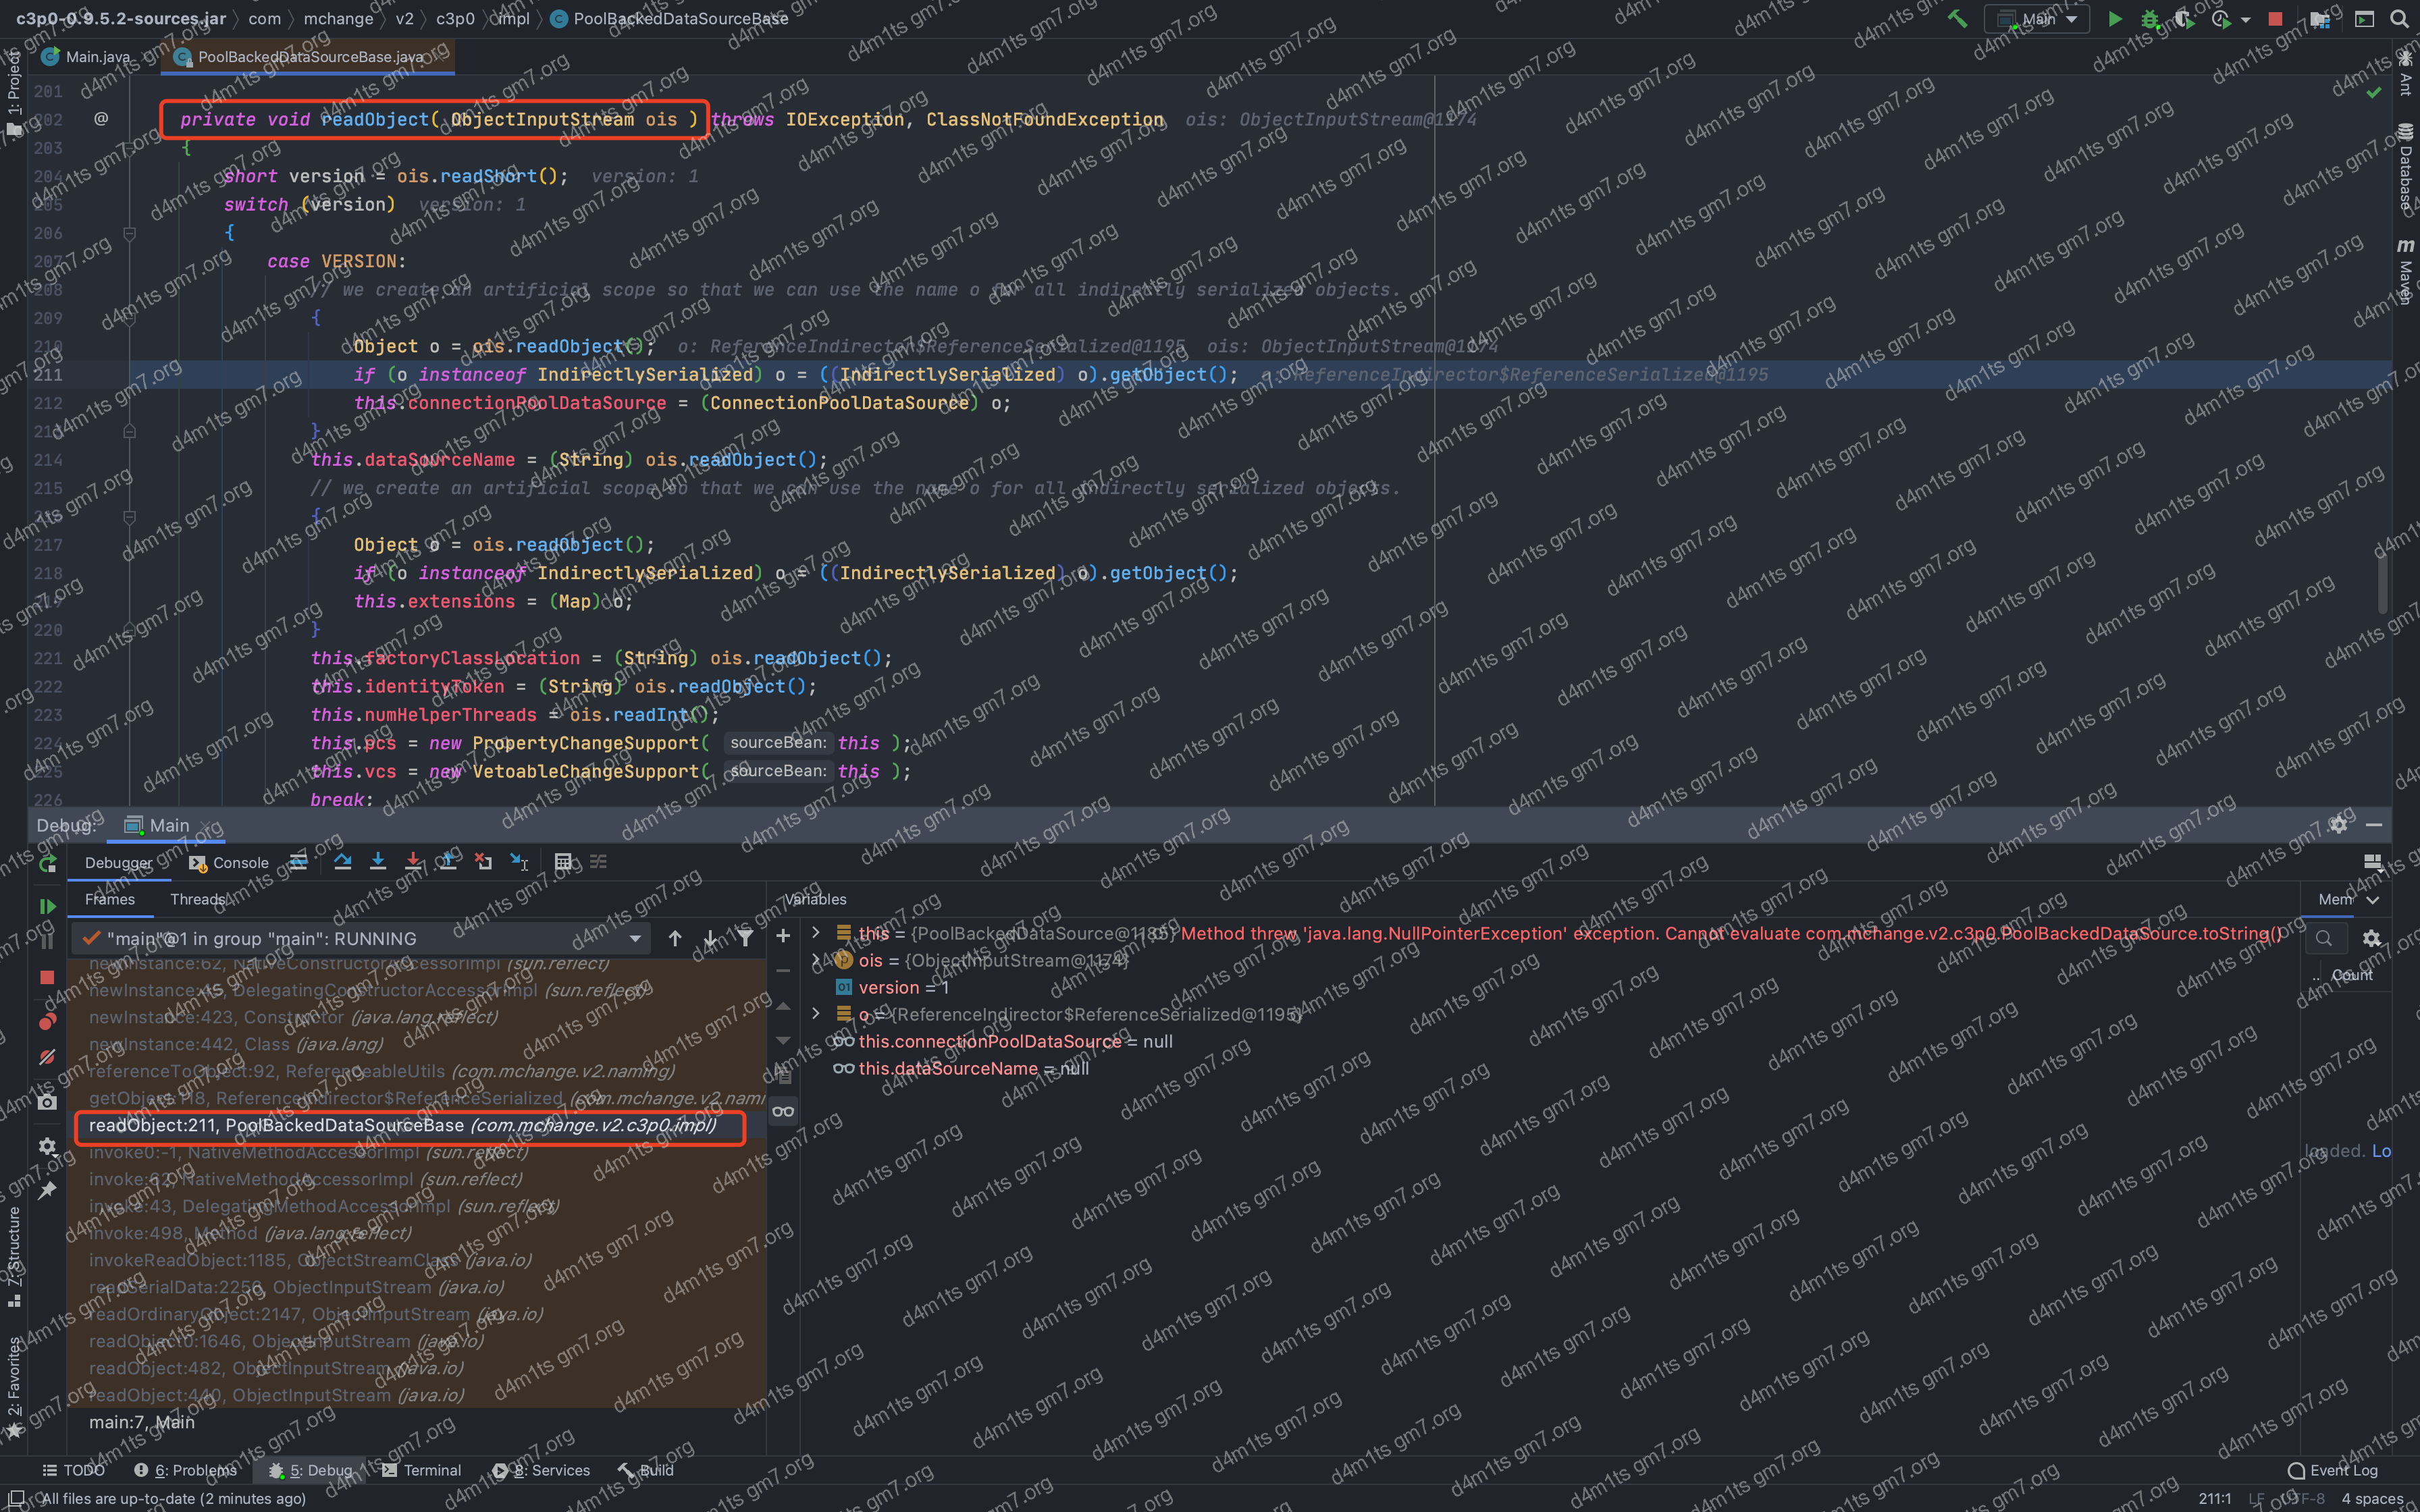 c3p0-0.9.5.2-sources.jar com mchange v2 c3p0 impl PoolBackedDataSourceBase Main
Main.java PoolBackedDataSourceBase.java
1: Project
Ant
Database
Maven
201
202 @ private void readObject( ObjectInputStream ois ) throws IOException, ClassNotFoundException ois: ObjectInputStream@1174
203 {
204 short version = ois.readShort(); version: 1
205 switch (version) version: 1
206 {
207 case VERSION:
208 // we create an artificial scope so that we can use the name o for all indirectly serialized objects.
209 {
210 Object o = ois.readObject(); o: ReferenceIndirector$ReferenceSerialized@1195 ois: ObjectInputStream@1174
211 if (o instanceof IndirectlySerialized) o = ((IndirectlySerialized) o).getObject(); o: ReferenceIndirector$ReferenceSerialized@1195
212 this.connectionPoolDataSource = (ConnectionPoolDataSource) o;
213 }
214 this.dataSourceName = (String) ois.readObject();
215 // we create an artificial scope so that we can use the name o for all indirectly serialized objects.
216 {
217 Object o = ois.readObject();
218 if (o instanceof IndirectlySerialized) o = ((IndirectlySerialized) o).getObject();
219 this.extensions = (Map) o;
220 }
221 this.factoryClassLocation = (String) ois.readObject();
222 this.identityToken = (String) ois.readObject();
223 this.numHelperThreads = ois.readInt();
224 this.pcs = new PropertyChangeSupport( sourceBean: this );
225 this.vcs = new VetoableChangeSupport( sourceBean: this );
226 break;
Debug: Main
Debugger Console
Frames Threads
"main"@1 in group "main": RUNNING
newInstance:62, NativeConstructorAccessorImpl (sun.reflect)
newInstance:45, DelegatingConstructorAccessorImpl (sun.reflect)
newInstance:423, Constructor (java.lang.reflect)
newInstance:442, Class (java.lang)
referenceToObject:92, ReferenceableUtils (com.mchange.v2.naming)
getObject:118, ReferenceIndirector$ReferenceSerialized (com.mchange.v2.nami
readObject:211, PoolBackedDataSourceBase (com.mchange.v2.c3p0.impl)
invoke0:-1, NativeMethodAccessorImpl (sun.reflect)
invoke:62, NativeMethodAccessorImpl (sun.reflect)
invoke:43, DelegatingMethodAccessorImpl (sun.reflect)
invoke:498, Method (java.lang.reflect)
invokeReadObject:1185, ObjectStreamClass (java.io)
readSerialData:2256, ObjectInputStream (java.io)
readOrdinaryObject:2147, ObjectInputStream (java.io)
readObject0:1646, ObjectInputStream (java.io)
readObject:482, ObjectInputStream (java.io)
readObject:440, ObjectInputStream (java.io)
main:7, Main
Variables
this = {PoolBackedDataSource@1185} Method threw 'java.lang.NullPointerException' exception. Cannot evaluate com.mchange.v2.c3p0.PoolBackedDataSource.toString()
ois = {ObjectInputStream@1174}
version = 1
o = {ReferenceIndirector$ReferenceSerialized@1195}
this.connectionPoolDataSource = null
this.dataSourceName = null
Mem
.. Count
loaded. Lo
7: Structure
2: Favorites
TODO 6: Problems 5: Debug Terminal 8: Services Build Event Log
All files are up-to-date (2 minutes ago) 211:1 LF UTF-8 4 spaces
d4m1ts gm7.org